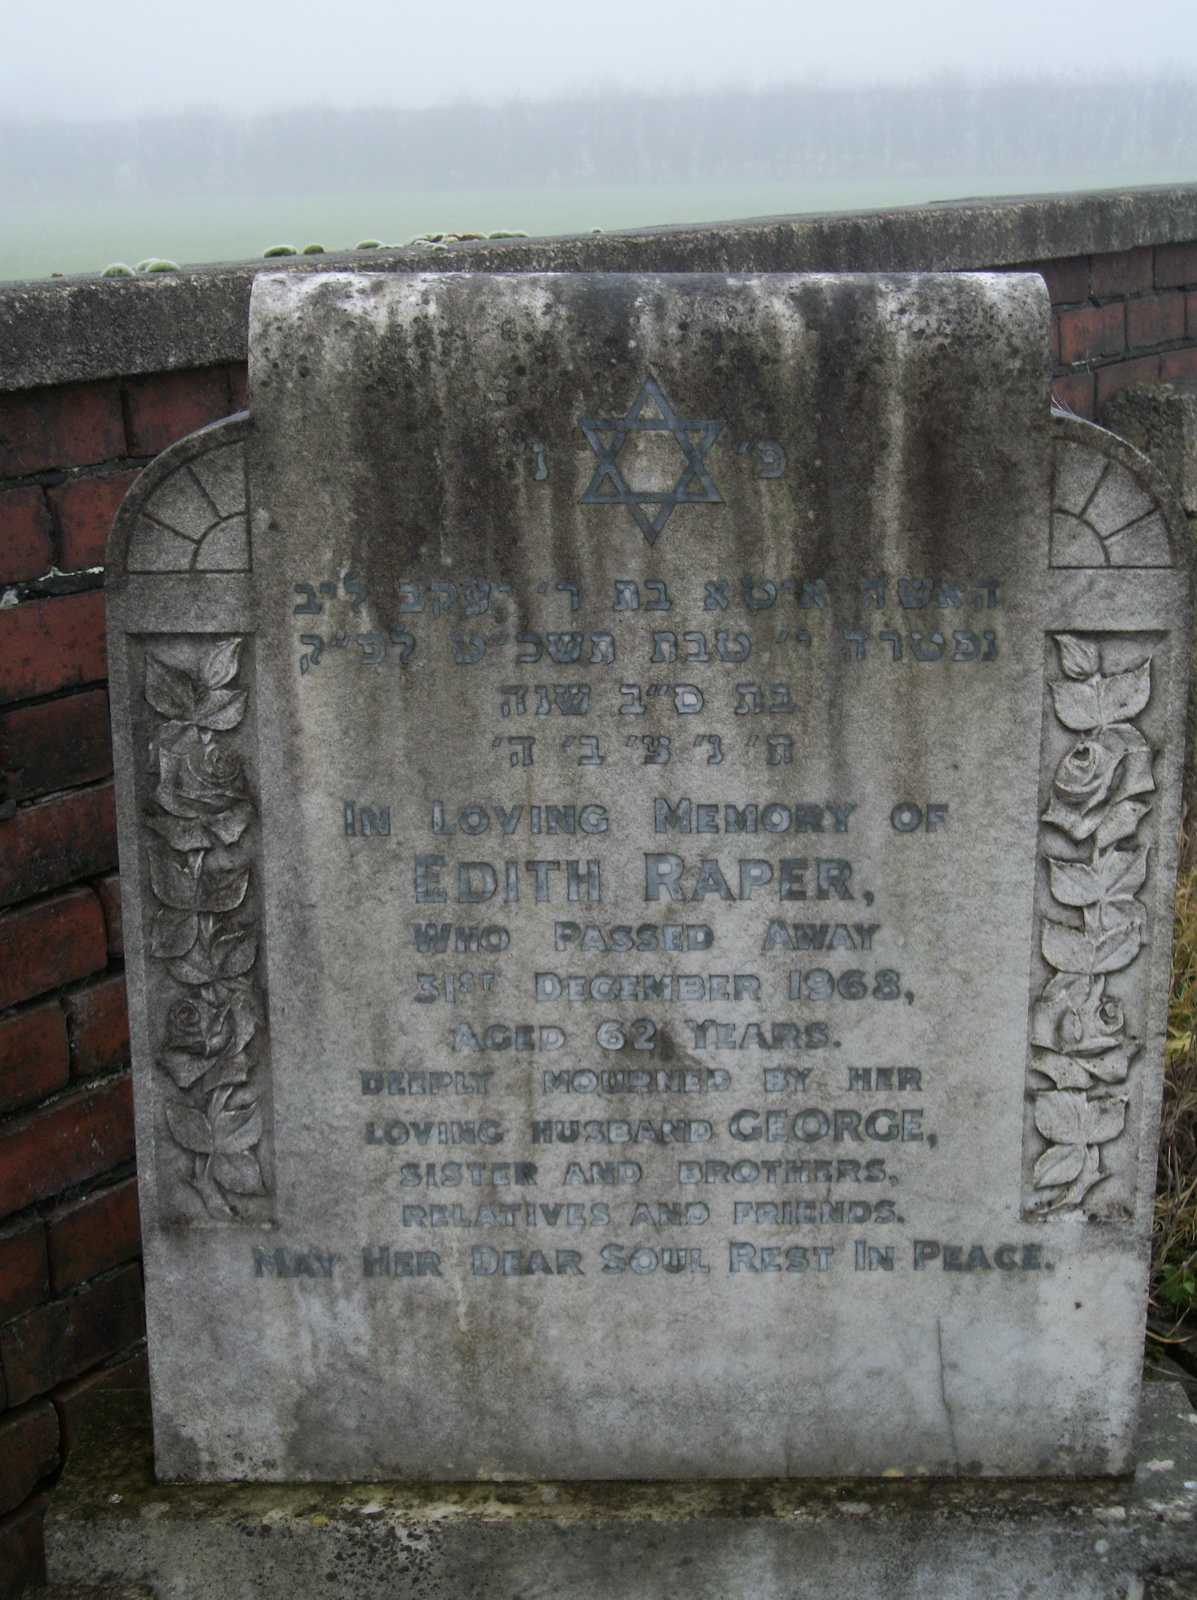 פ׳ נ׳
האשה איטא בת ר׳ יעקב ליב
נפטרה י׳ טבת תשכ״ט לפ״ק
בת ס״ב שנה
ת׳ נ׳ צ׳ ב׳ ה׳
IN LOVING MEMORY OF
EDITH RAPER,
WHO PASSED AWAY
31ST DECEMBER 1968,
AGED 62 YEARS.
DEEPLY MOURNED BY HER
LOVING HUSBAND GEORGE,
SISTER AND BROTHERS,
RELATIVES AND FRIENDS.
MAY HER DEAR SOUL REST IN PEACE.